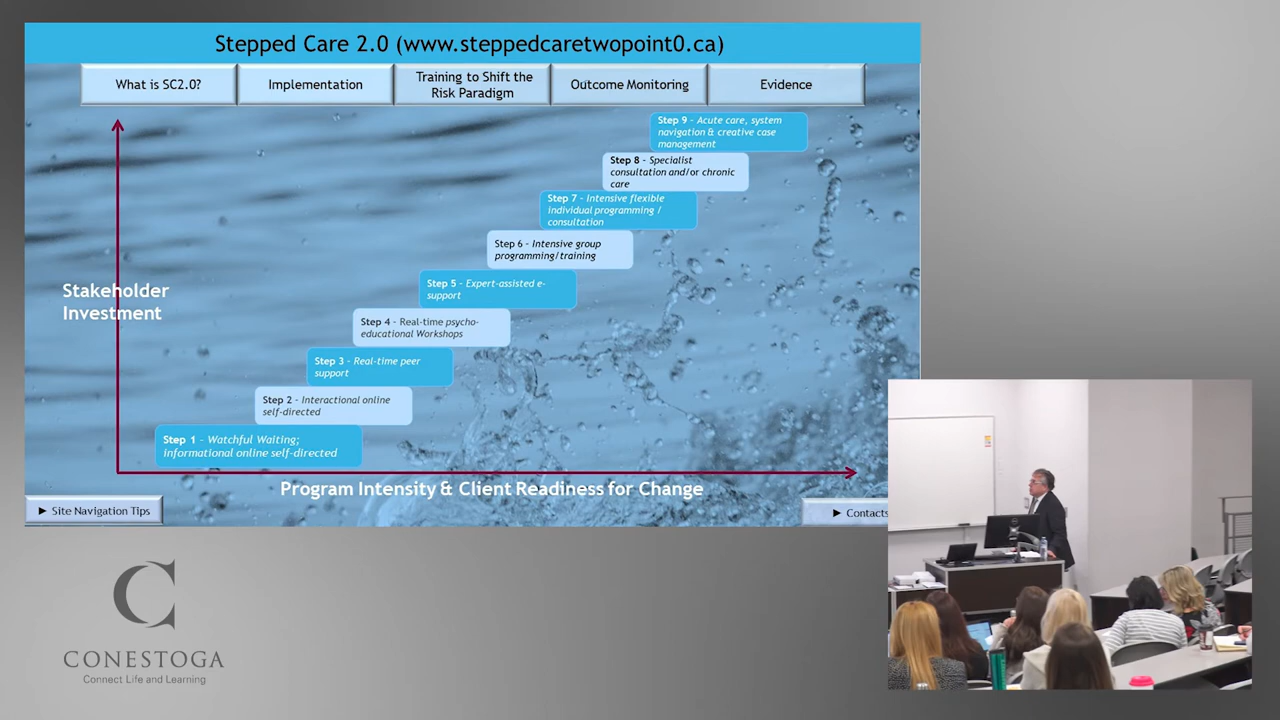 Stepped Care 2.0 (www.steppedcaretwopoint0.ca)
What is SC2.0?
Implementation
Training to Shift the
Risk Paradigm
Outcome Monitoring
Evidence
Step 9 – Acute care, system
navigation & creative case
management
Step 8 – Specialist
consultation and/or chronic
care
Step 7 – Intensive flexible
individual programming /
consultation
Step 6 – Intensive group
programming/training
Step 5 – Expert-assisted e-
support
Stakeholder
Investment
Step 4 – Real-time psycho-
educational Workshops
Step 3 – Real-time peer
support
Step 2 – Interactional online
self-directed
Step 1 – Watchful Waiting;
informational online self-directed
Program Intensity & Client Readiness for Change
► Site Navigation Tips
► Contacts
C
CONESTOGA
Connect Life and Learning